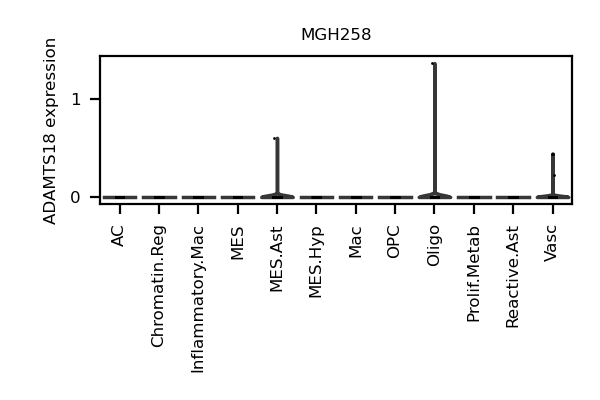 MGH258
ADAMTS18 expression
1
0
AC
Chromatin.Reg
Inflammatory.Mac
MES
MES.Ast
MES.Hyp
Mac
OPC
Oligo
Prolif.Metab
Reactive.Ast
Vasc